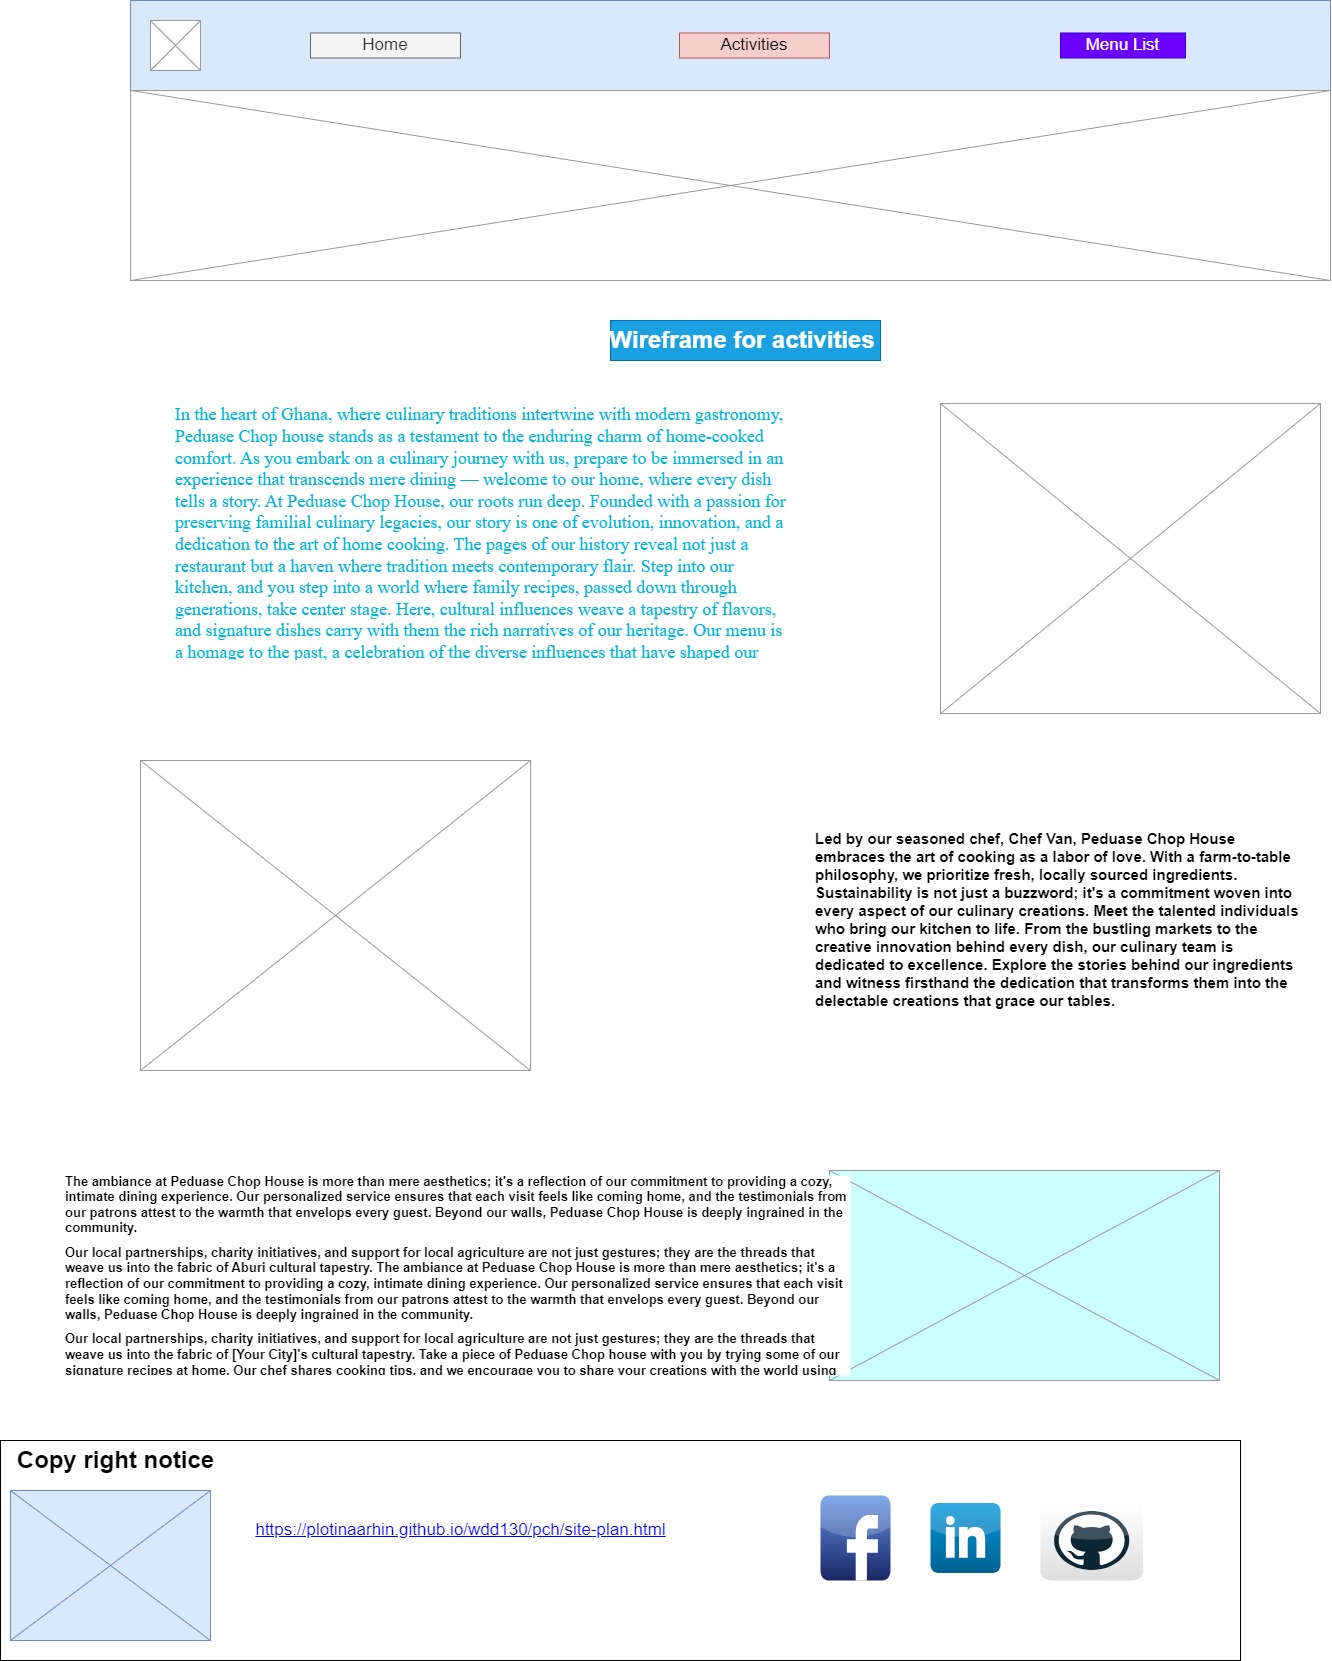 Home
Activities
Menu List
Wireframe for activities
In the heart of Ghana, where culinary traditions intertwine with modern gastronomy,
Peduase Chop house stands as a testament to the enduring charm of home-cooked
comfort. As you embark on a culinary journey with us, prepare to be immersed in an
experience that transcends mere dining — welcome to our home, where every dish
tells a story. At Peduase Chop House, our roots run deep. Founded with a passion for
preserving familial culinary legacies, our story is one of evolution, innovation, and a
dedication to the art of home cooking. The pages of our history reveal not just a
restaurant but a haven where tradition meets contemporary flair. Step into our
kitchen, and you step into a world where family recipes, passed down through
generations, take center stage. Here, cultural influences weave a tapestry of flavors,
and signature dishes carry with them the rich narratives of our heritage. Our menu is
a homage to the past, a celebration of the diverse influences that have shaped our
Led by our seasoned chef, Chef Van, Peduase Chop House
embraces the art of cooking as a labor of love. With a farm-to-table
philosophy, we prioritize fresh, locally sourced ingredients.
Sustainability is not just a buzzword; it's a commitment woven into
every aspect of our culinary creations. Meet the talented individuals
who bring our kitchen to life. From the bustling markets to the
creative innovation behind every dish, our culinary team is
dedicated to excellence. Explore the stories behind our ingredients
and witness firsthand the dedication that transforms them into the
delectable creations that grace our tables.
The ambiance at Peduase Chop House is more than mere aesthetics; it's a reflection of our commitment to providing a cozy,
intimate dining experience. Our personalized service ensures that each visit feels like coming home, and the testimonials from
our patrons attest to the warmth that envelops every guest. Beyond our walls, Peduase Chop House is deeply ingrained in the
community.
Our local partnerships, charity initiatives, and support for local agriculture are not just gestures; they are the threads that
weave us into the fabric of Aburi cultural tapestry. The ambiance at Peduase Chop House is more than mere aesthetics; it's a
reflection of our commitment to providing a cozy, intimate dining experience. Our personalized service ensures that each visit
feels like coming home, and the testimonials from our patrons attest to the warmth that envelops every guest. Beyond our
walls, Peduase Chop House is deeply ingrained in the community.
Our local partnerships, charity initiatives, and support for local agriculture are not just gestures; they are the threads that
weave us into the fabric of [Your City]'s cultural tapestry. Take a piece of Peduase Chop house with you by trying some of our
signature recipes at home. Our chef shares cooking tips, and we encourage you to share your creations with the world using
Copy right notice
https://plotinaarhin.github.io/wdd130/pch/site-plan.html
f
in